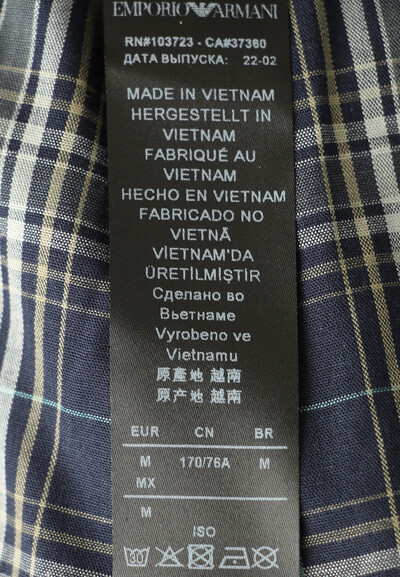 EMPORIO ARMANI
RN#103723 - CA#37360
ДАТА ВЫПУСКА: 22-02
MADE IN VIETNAM
HERGESTELLT IN
VIETNAM
FABRIQUÉ AU
VIETNAM
HECHO EN VIETNAM
FABRICADO NO
VIETNÃ
VİETNAM'DA
ÜRETİLMİŞTİR
Сделано во
Вьетнаме
Vyrobeno ve
Vietnamu
原產地 越南
原产地 越南
EUR CN BR
M 170/76A M
MX
M
ISO
30